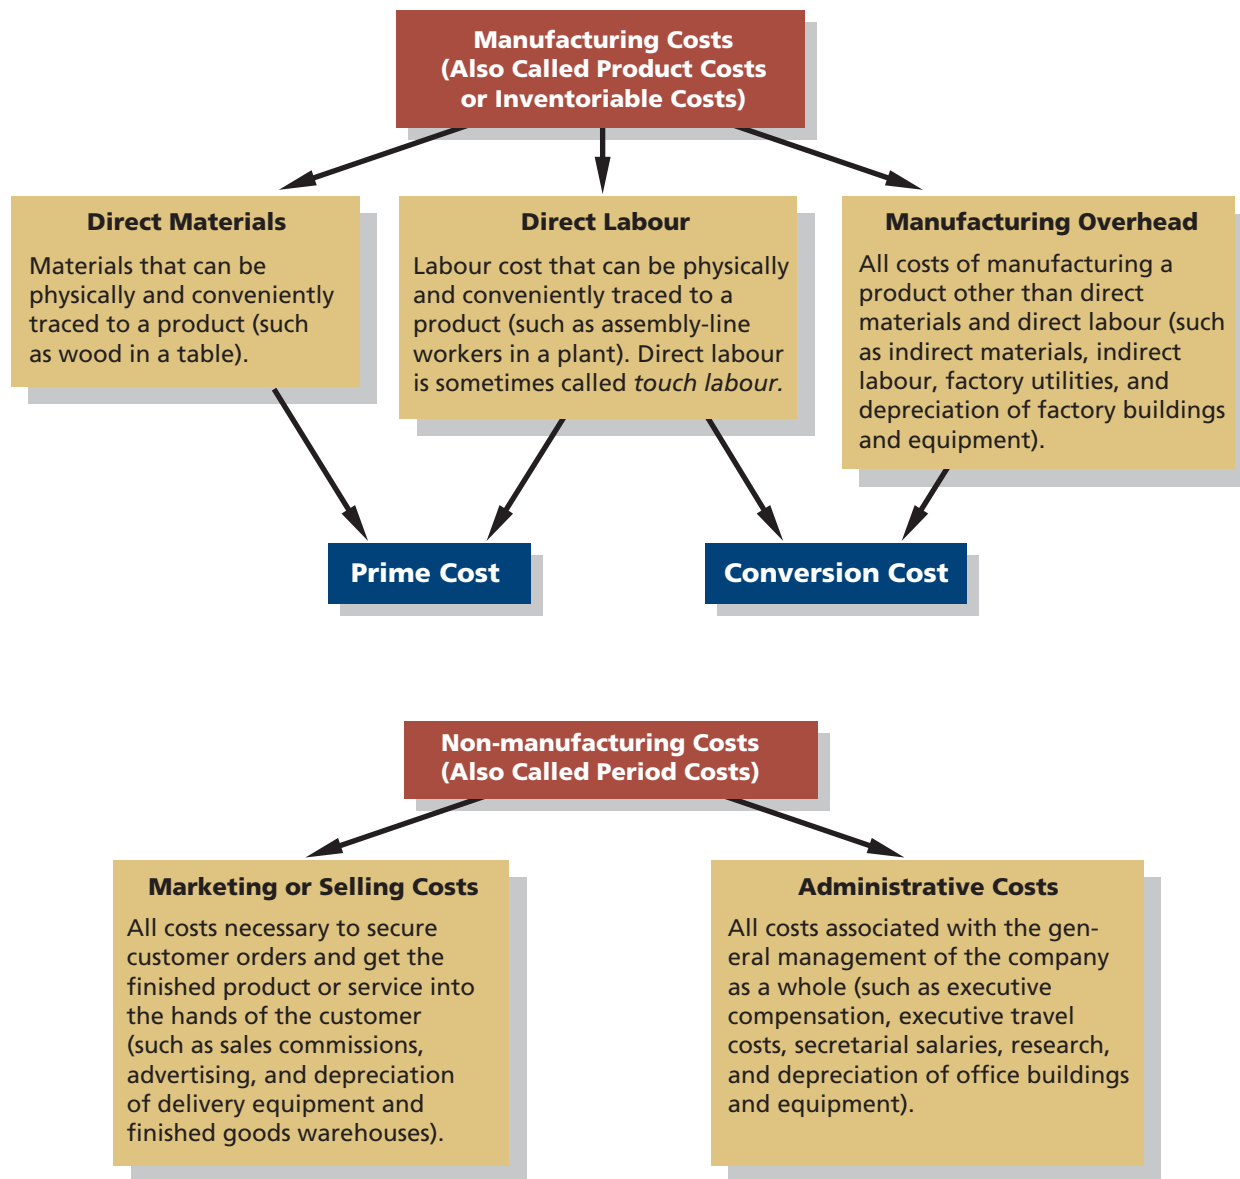 Manufacturing Costs
(Also Called Product Costs
or Inventoriable Costs)
Direct Materials
Materials that can be
physically and conveniently
traced to a product (such
as wood in a table).
Direct Labour
Labour cost that can be physically
and conveniently traced to a
product (such as assembly-line
workers in a plant). Direct labour
is sometimes called touch labour.
Manufacturing Overhead
All costs of manufacturing a
product other than direct
materials and direct labour (such
as indirect materials, indirect
labour, factory utilities, and
depreciation of factory buildings
and equipment).
Prime Cost
Conversion Cost
Non-manufacturing Costs
(Also Called Period Costs)
Marketing or Selling Costs
All costs necessary to secure
customer orders and get the
finished product or service into
the hands of the customer
(such as sales commissions,
advertising, and depreciation
of delivery equipment and
finished goods warehouses).
Administrative Costs
All costs associated with the gen-
eral management of the company
as a whole (such as executive
compensation, executive travel
costs, secretarial salaries, research,
and depreciation of office buildings
and equipment).